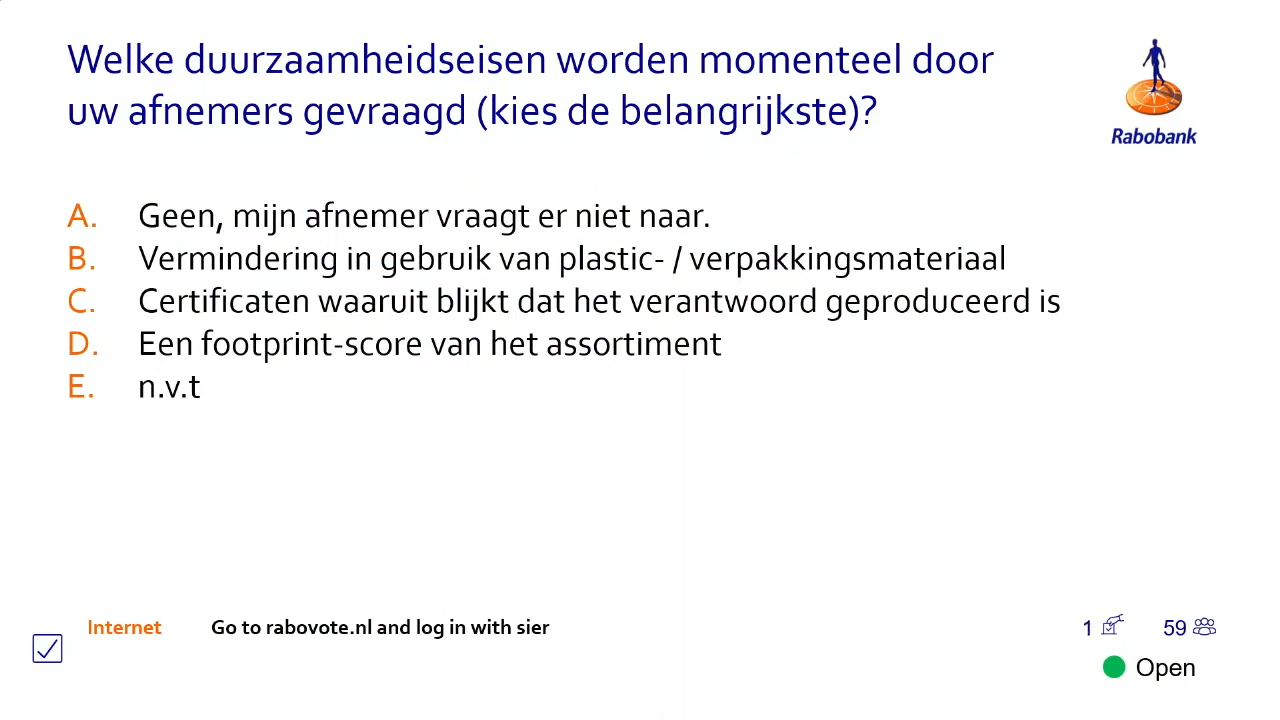 Welke duurzaamheidseisen worden momenteel door
uw afnemers gevraagd (kies de belangrijkste)?
Rabobank
A. Geen, mijn afnemer vraagt er niet naar.
B. Vermindering in gebruik van plastic- / verpakkingsmateriaal
C. Certificaten waaruit blijkt dat het verantwoord geproduceerd is
D. Een footprint-score van het assortiment
E. n.v.t
Internet Go to rabovote.nl and log in with sier
1 59
Open